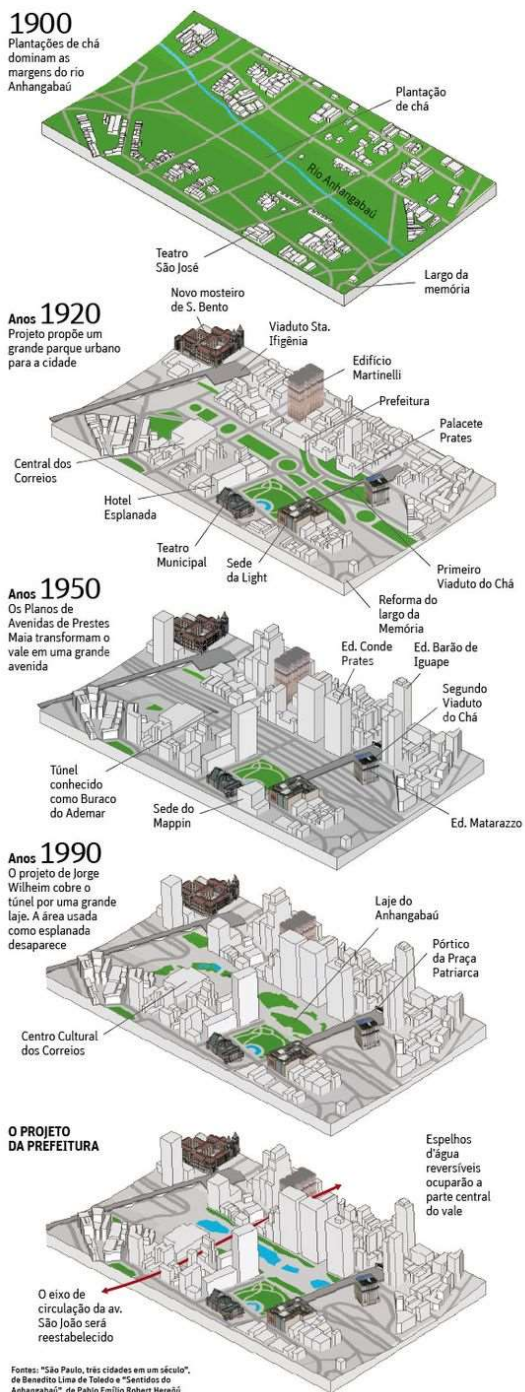 1900
Plantações de chá
dominam as
margens do rio
Anhangabaú
Plantação
de chá
Rio Anhangabaú
Teatro
São José
Largo da
memória
Anos 1920
Projeto propõe um
grande parque urbano
para a cidade
Novo mosteiro
de S. Bento
Viaduto Sta.
Ifigênia
Edifício
Martinelli
Prefeitura
Palacete
Prates
Central dos
Correios
Hotel
Esplanada
Teatro
Municipal
Sede
da Light
Primeiro
Viaduto do Chá
Reforma do
largo da
Memória
Anos 1950
Os Planos de
Avenidas de Prestes
Maia transformam o
vale em uma grande
avenida
Ed. Conde
Prates
Ed. Barão de
Iguape
Segundo
Viaduto
do Chá
Túnel
conhecido
como Buraco
do Ademar
Sede do
Mappin
Ed. Matarazzo
Anos 1990
O projeto de Jorge
Wilheim cobre o
túnel por uma grande
laje. A área usada
como esplanada
desaparece
Laje do
Anhangabaú
Pórtico
da Praça
Patriarca
Centro Cultural
dos Correios
O PROJETO
DA PREFEITURA
Espelhos
d'água
reversíveis
ocuparão a
parte central
do vale
O eixo de
circulação da av.
São João será
reestabelecido
Fontes: "São Paulo, três cidades em um século",
de Benedito Lima de Toledo e "Sentidos do
Anhangabaú", de Pablo Emilio Robert Hereñú